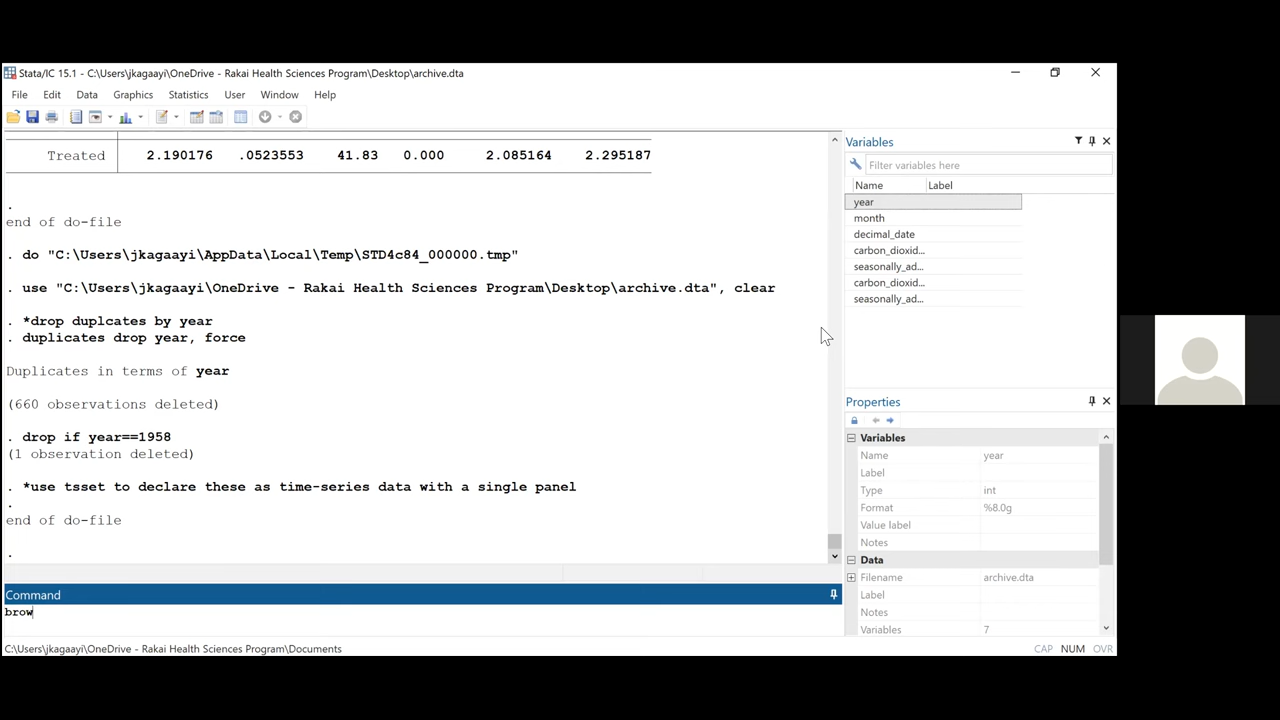 Stata/IC 15.1 - C:\Users\jkagaayi\OneDrive - Rakai Health Sciences Program\Desktop\archive.dta
File Edit Data Graphics Statistics User Window Help
Treated 2.190176 .0523553 41.83 0.000 2.085164 2.295187
.
end of do-file
. do "C:\Users\jkagaayi\AppData\Local\Temp\STD4c84_000000.tmp"
. use "C:\Users\jkagaayi\OneDrive - Rakai Health Sciences Program\Desktop\archive.dta", clear
. *drop duplcates by year
. duplicates drop year, force
Duplicates in terms of year
(660 observations deleted)
. drop if year==1958
(1 observation deleted)
. *use tsset to declare these as time-series data with a single panel
.
end of do-file
.
Command
brow
C:\Users\jkagaayi\OneDrive - Rakai Health Sciences Program\Documents
Variables
Filter variables here
Name Label
year
month
decimal_date
carbon_dioxid...
seasonally_ad...
carbon_dioxid...
seasonally_ad...
Properties
Variables
Name year
Label
Type int
Format %8.0g
Value label
Notes
Data
Filename archive.dta
Label
Notes
Variables 7
CAP NUM OVR